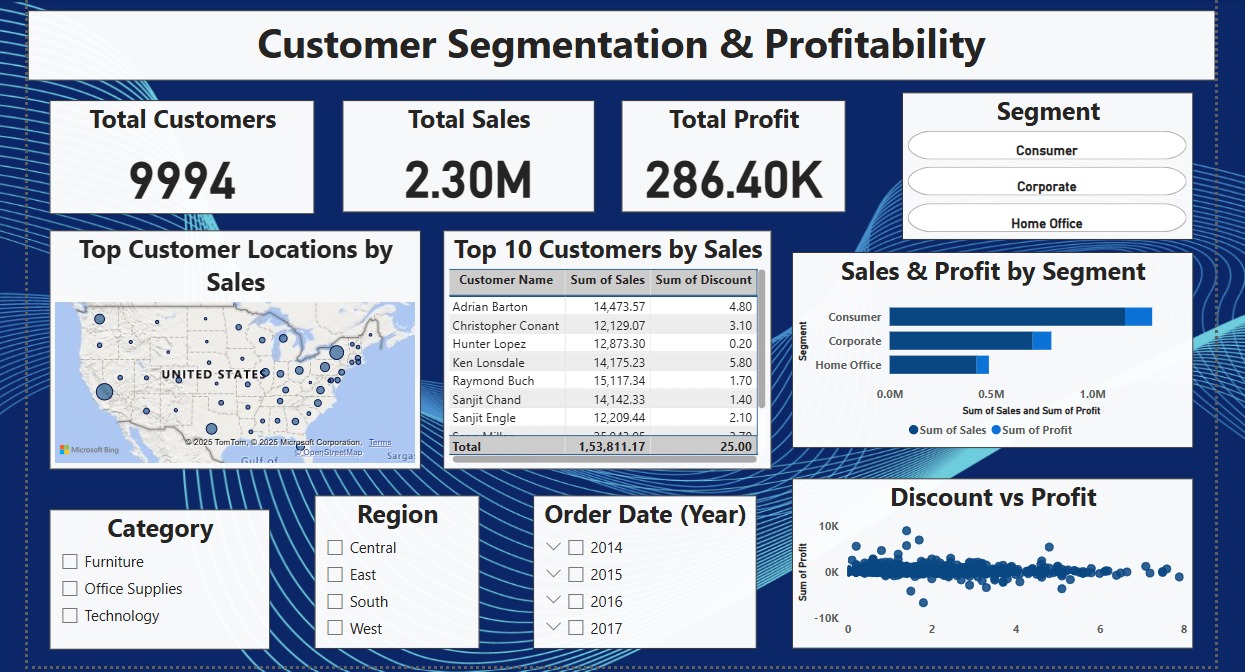 Customer Segmentation & Profitability
Total Customers
9994
Total Sales
2.30M
Total Profit
286.40K
Segment
Consumer
Corporate
Home Office
Top Customer Locations by
Sales
UNITED STATES
© 2025 TomTom, © 2025 Microsoft Corporation, Terms
© OpenStreetMap
Microsoft Bing
Gulf of
Sargas
Top 10 Customers by Sales
Customer Name Sum of Sales Sum of Discount
Adrian Barton 14,473.57 4.80
Christopher Conant 12,129.07 3.10
Hunter Lopez 12,873.30 0.20
Ken Lonsdale 14,175.23 5.80
Raymond Buch 15,117.34 1.70
Sanjit Chand 14,142.33 1.40
Sanjit Engle 12,209.44 2.10
Total 1,53,811.17 25.00
Sales & Profit by Segment
Segment
Consumer
Corporate
Home Office
0.0M 0.5M 1.0M
Sum of Sales and Sum of Profit
Sum of Sales Sum of Profit
Category
Furniture
Office Supplies
Technology
Region
Central
East
South
West
Order Date (Year)
2014
2015
2016
2017
Discount vs Profit
Sum of Profit
10K
0K
-10K
0 2 4 6 8